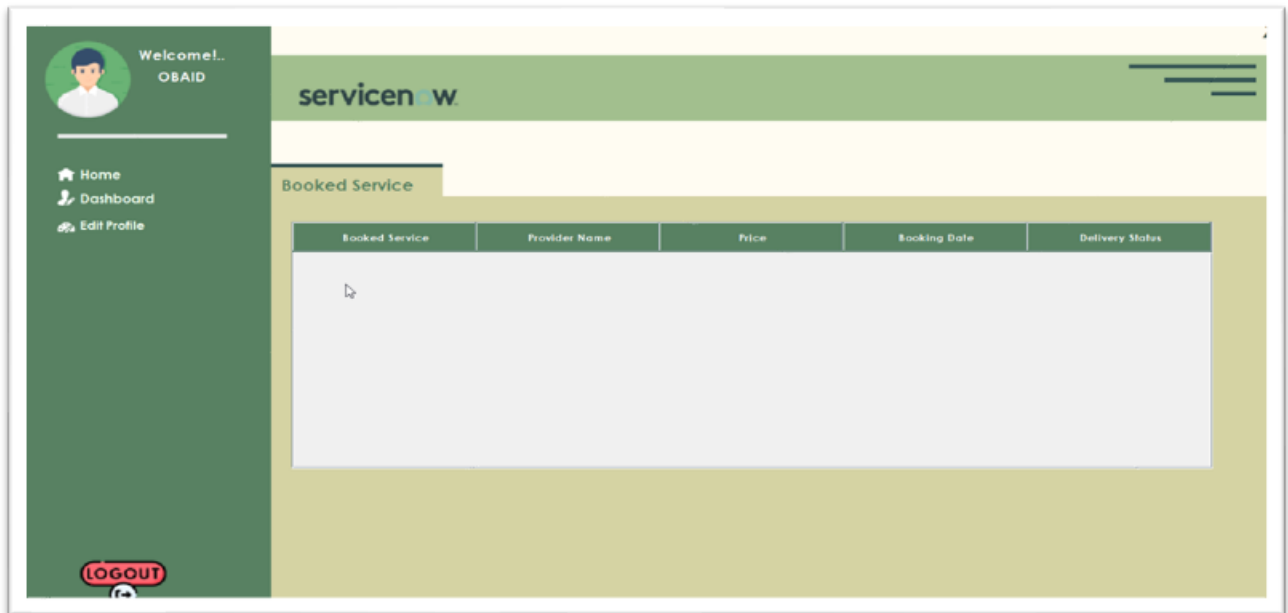 Welcome!..
OBAID
servicenow
Home
Dashboard
Edit Profile
Booked Service
Booked Service Provider Name Price Booking Date Delivery Status
LOGOUT